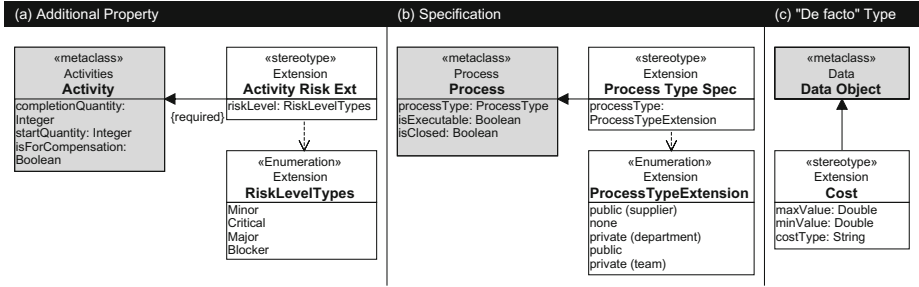 (a) Additional Property
«metaclass»
Activities
Activity
completionQuantity:
Integer
startQuantity: Integer
isForCompensation:
Boolean
{required}
«stereotype»
Extension
Activity Risk Ext
riskLevel: RiskLevelTypes
«Enumeration»
Extension
RiskLevelTypes
Minor
Critical
Major
Blocker
(b) Specification
«metaclass»
Process
Process
processType: ProcessType
isExecutable: Boolean
isClosed: Boolean
«stereotype»
Extension
Process Type Spec
processType:
ProcessTypeExtension
«Enumeration»
Extension
ProcessTypeExtension
public (supplier)
none
private (department)
public
private (team)
(c) "De facto" Type
«metaclass»
Data
Data Object
«stereotype»
Extension
Cost
maxValue: Double
minValue: Double
costType: String